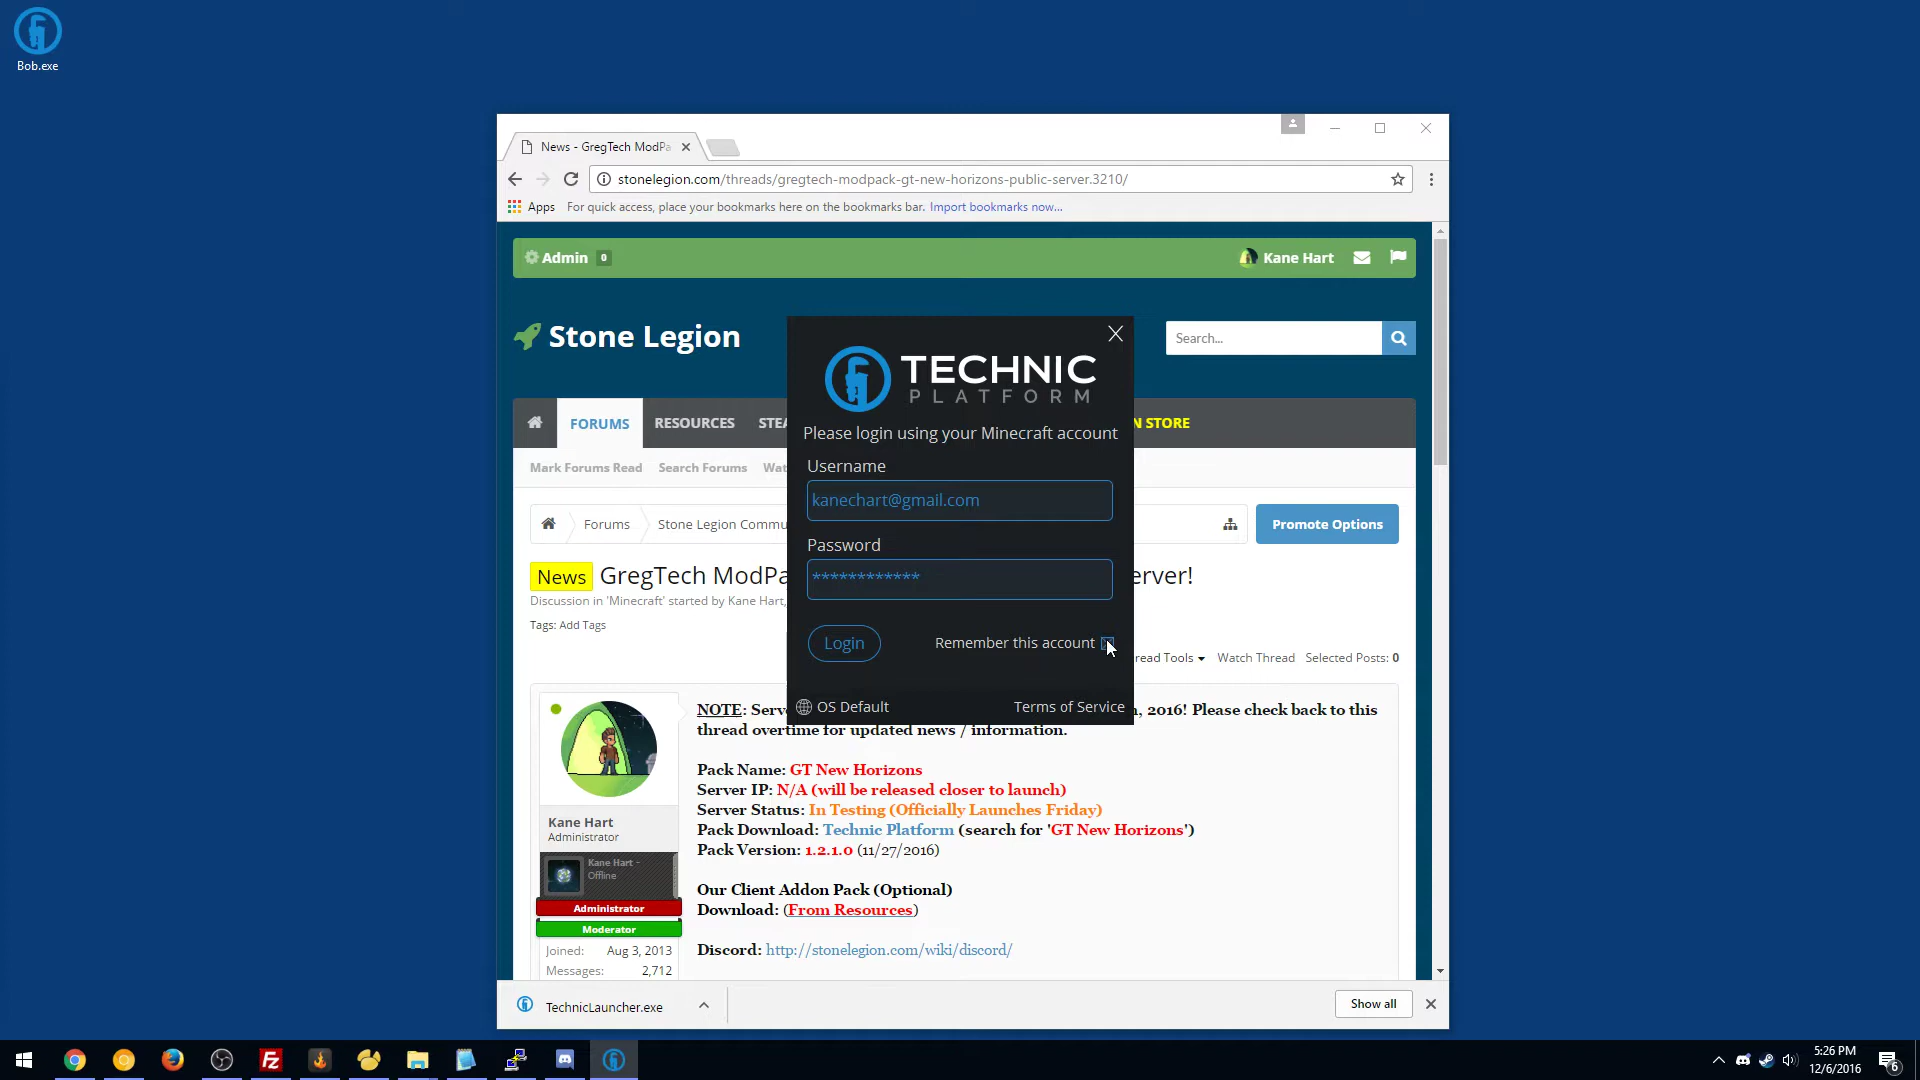 Bob.exe
News - GregTech ModPa
stonelegion.com/threads/gregtech-modpack-gt-new-horizons-public-server.3210/
Apps For quick access, place your bookmarks here on the bookmarks bar. Import bookmarks now...
Admin 0
Kane Hart
Stone Legion
Search...
FORUMS RESOURCES STEA
N STORE
Mark Forums Read Search Forums Wat
Forums Stone Legion Commu
Promote Options
News GregTech ModPa
erver!
Discussion in 'Minecraft' started by Kane Hart,
Tags: Add Tags
read Tools Watch Thread Selected Posts: 0
TECHNIC
PLATFORM
Please login using your Minecraft account
Username
kanechart@gmail.com
Password
************
Login
Remember this account
OS Default
Terms of Service
NOTE: Serv
, 2016! Please check back to this
thread overtime for updated news / information.
Pack Name: GT New Horizons
Server IP: N/A (will be released closer to launch)
Server Status: In Testing (Officially Launches Friday)
Pack Download: Technic Platform (search for 'GT New Horizons')
Pack Version: 1.2.1.0 (11/27/2016)
Our Client Addon Pack (Optional)
Download: (From Resources)
Discord: http://stonelegion.com/wiki/discord/
Kane Hart
Administrator
Kane Hart -
Offline
Administrator
Moderator
Joined: Aug 3, 2013
Messages: 2,712
TechnicLauncher.exe
Show all
5:26 PM
12/6/2016
6